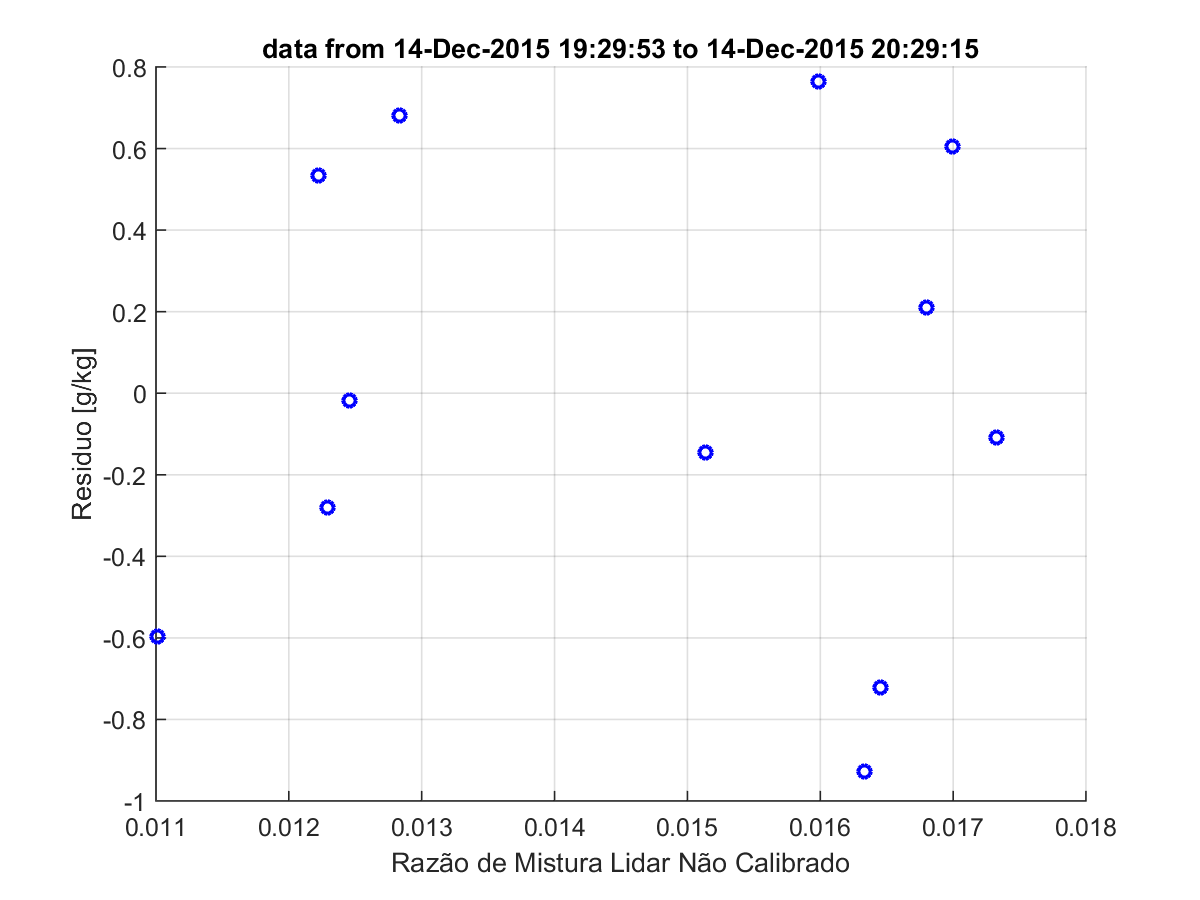 data from 14-Dec-2015 19:29:53 to 14-Dec-2015 20:29:15
0.8
0.6
0.4
0.2
0
-0.2
-0.4
-0.6
-0.8
-1
Residuo [g/kg]
0.011 0.012 0.013 0.014 0.015 0.016 0.017 0.018
Razão de Mistura Lidar Não Calibrado